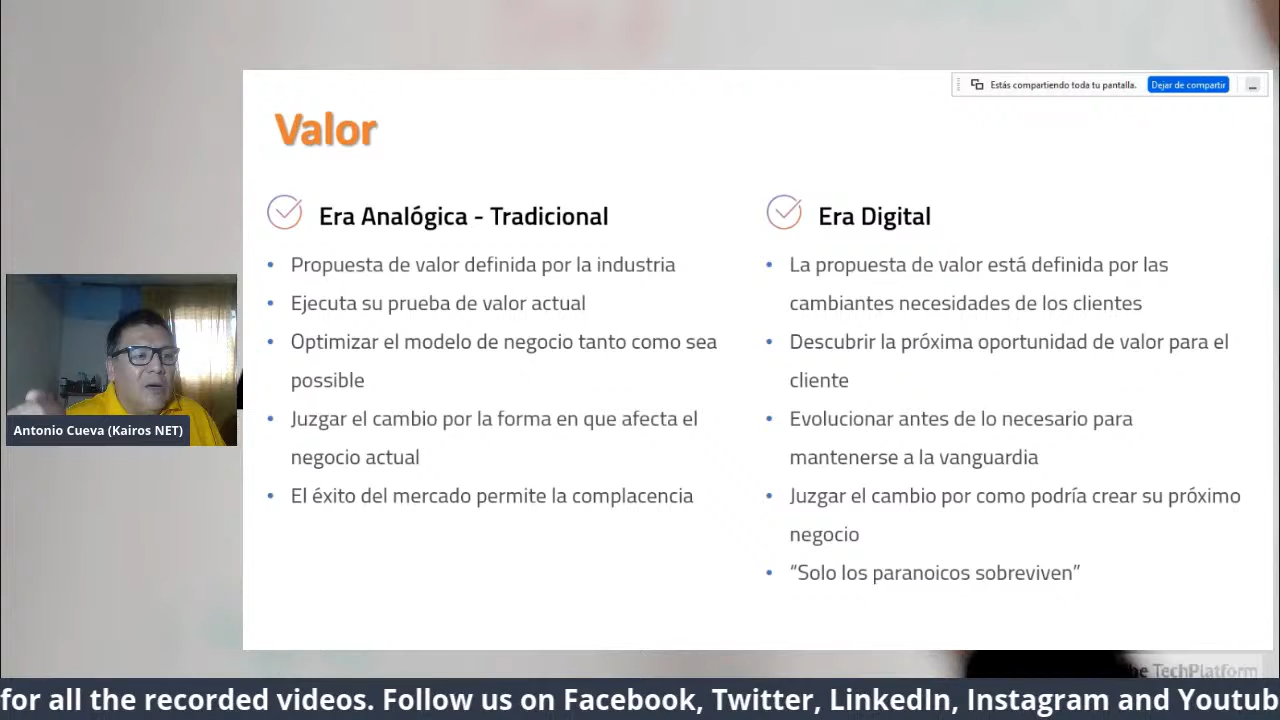 Estás compartiendo toda tu pantalla.
Dejar de compartir
Valor
Era Analógica - Tradicional
• Propuesta de valor definida por la industria
• Ejecuta su prueba de valor actual
• Optimizar el modelo de negocio tanto como sea
possible
• Juzgar el cambio por la forma en que afecta el
negocio actual
• El éxito del mercado permite la complacencia
Era Digital
• La propuesta de valor está definida por las
cambiantes necesidades de los clientes
• Descubrir la próxima oportunidad de valor para el
cliente
• Evolucionar antes de lo necesario para
mantenerse a la vanguardia
• Juzgar el cambio por como podría crear su próximo
negocio
• “Solo los paranoicos sobreviven”
Antonio Cueva (Kairos NET)
TechPlatform
for all the recorded videos. Follow us on Facebook, Twitter, LinkedIn, Instagram and Youtub